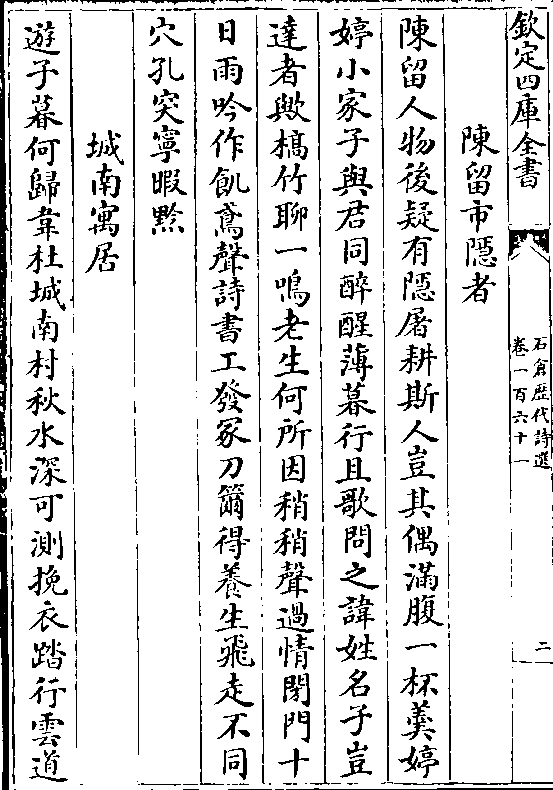 欽定四庫全書
石倉歴代詩選
卷一百六十一
二
陳留市隱者
陳留人物後疑有隱屠耕斯人豈其偶滿腹一杯羮婷
婷小家子與君同醉醒薄暮行且歌問之諱姓名子豈
達者歟槁竹聊一鳴老生何所因稍稍聲過情閉門十
日雨吟作飢鳶聲詩書工發冢刀鑷得養生飛走不同
穴孔突寧暇黔
城南寓居
遊子暮何歸韋杜城南村秋水深可測挽衣踏行雲道